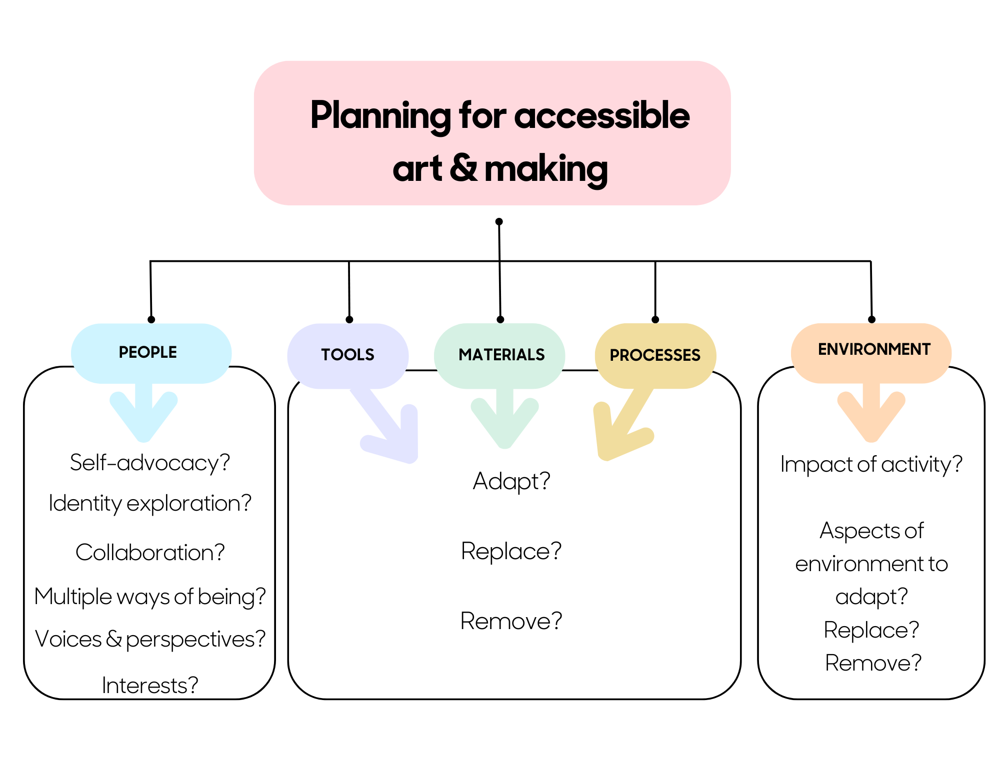 Planning for accessible
art & making
PEOPLE
TOOLS
MATERIALS
PROCESSES
ENVIRONMENT
Self-advocacy?
Identity exploration?
Collaboration?
Multiple ways of being?
Voices & perspectives?
Interests?
Adapt?
Replace?
Remove?
Impact of activity?
Aspects of
environment to
adapt?
Replace?
Remove?